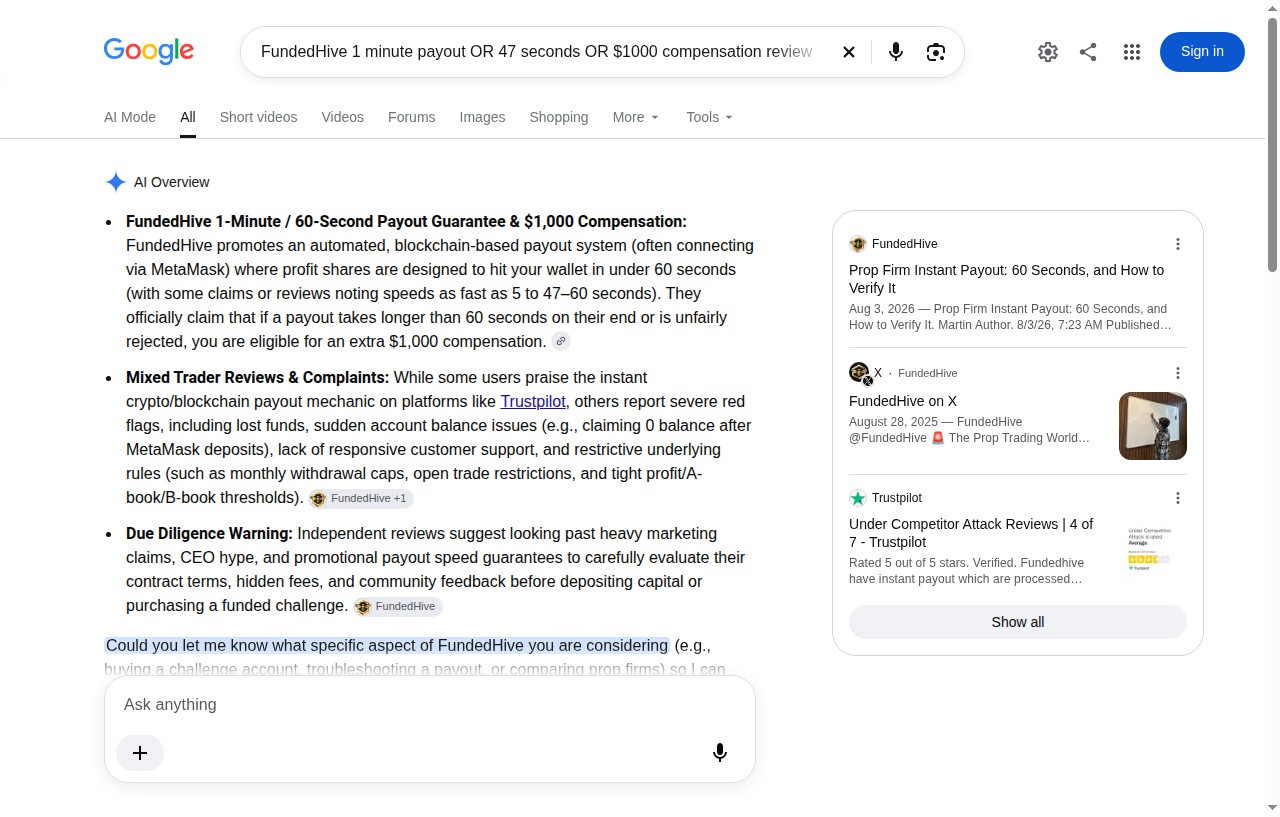 Google
FundedHive 1 minute payout OR 47 seconds OR $1000 compensation review
Sign in
AI Mode
All
Short videos
Videos
Forums
Images
Shopping
More
Tools
AI Overview
FundedHive 1-Minute / 60-Second Payout Guarantee & $1,000 Compensation:
FundedHive promotes an automated, blockchain-based payout system (often connecting
via MetaMask) where profit shares are designed to hit your wallet in under 60 seconds
(with some claims or reviews noting speeds as fast as 5 to 47–60 seconds). They
officially claim that if a payout takes longer than 60 seconds on their end or is unfairly
rejected, you are eligible for an extra $1,000 compensation.
Mixed Trader Reviews & Complaints: While some users praise the instant
crypto/blockchain payout mechanic on platforms like Trustpilot, others report severe red
flags, including lost funds, sudden account balance issues (e.g., claiming 0 balance after
MetaMask deposits), lack of responsive customer support, and restrictive underlying
rules (such as monthly withdrawal caps, open trade restrictions, and tight profit/A-
book/B-book thresholds).
FundedHive +1
Due Diligence Warning: Independent reviews suggest looking past heavy marketing
claims, CEO hype, and promotional payout speed guarantees to carefully evaluate their
contract terms, hidden fees, and community feedback before depositing capital or
purchasing a funded challenge.
FundedHive
Could you let me know what specific aspect of FundedHive you are considering (e.g.,
buying a challenge account, troubleshooting a payout, or comparing prop firms) so I can
Ask anything
FundedHive
Prop Firm Instant Payout: 60 Seconds, and How to
Verify It
Aug 3, 2026 — Prop Firm Instant Payout: 60 Seconds, and
How to Verify It. Martin Author. 8/3/26, 7:23 AM Published…
X · FundedHive
FundedHive on X
August 28, 2025 — FundedHive
@FundedHive 🚨 The Prop Trading World…
Trustpilot
Under Competitor Attack Reviews | 4 of
7 - Trustpilot
Rated 5 out of 5 stars. Verified. Fundedhive
have instant payout which are processed…
Show all